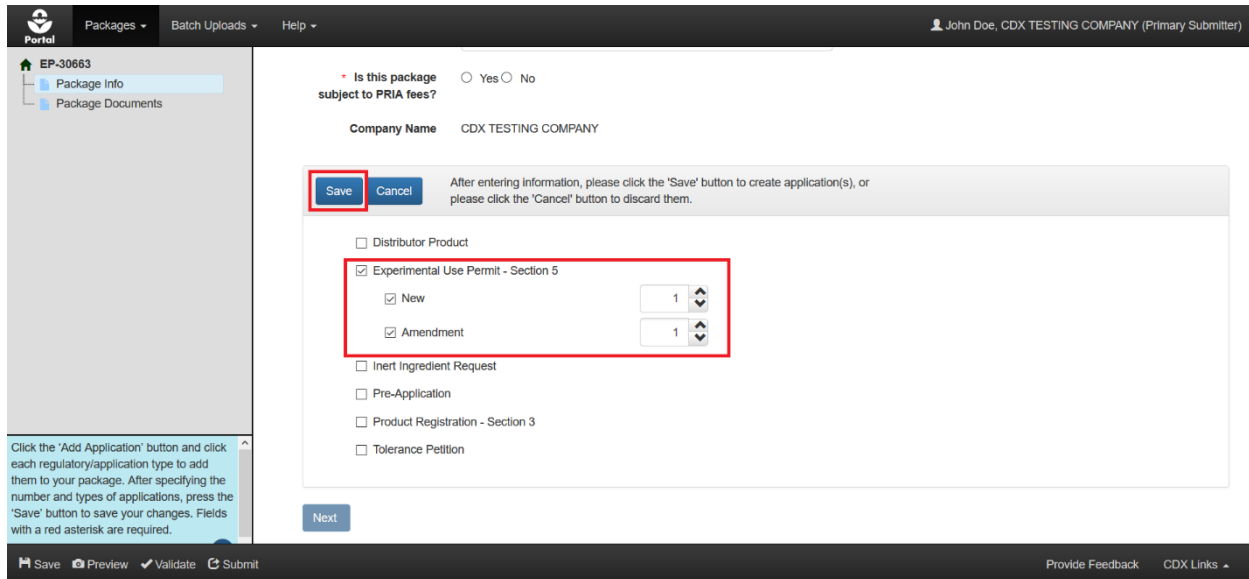 Portal
Packages
Batch Uploads
Help
John Doe, CDX TESTING COMPANY (Primary Submitter)
EP-30663
Package Info
Package Documents
* Is this package
subject to PRIA fees?
Yes No
Company Name CDX TESTING COMPANY
Save Cancel
After entering information, please click the 'Save' button to create application(s), or
please click the 'Cancel' button to discard them.
Distributor Product
Experimental Use Permit - Section 5
New 1
Amendment 1
Inert Ingredient Request
Pre-Application
Product Registration - Section 3
Tolerance Petition
Next
Click the 'Add Application' button and click
each regulatory/application type to add
them to your package. After specifying the
number and types of applications, press the
'Save' button to save your changes. Fields
with a red asterisk are required.
Save Preview Validate Submit
Provide Feedback CDX Links